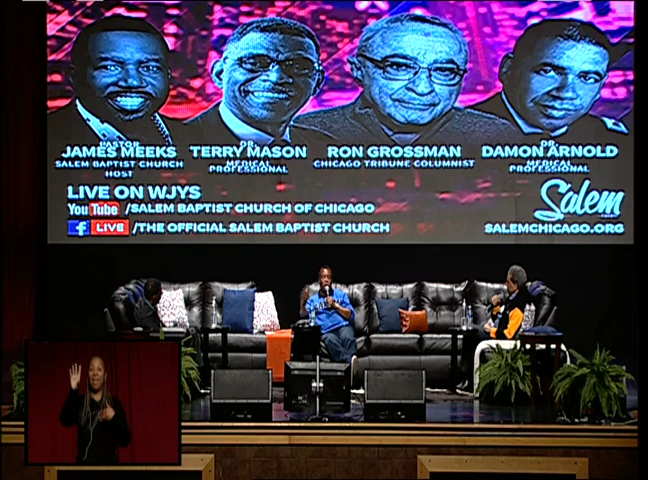 PASTOR
JAMES MEEKS
SALEM BAPTIST CHURCH
HOST
DR.
TERRY MASON
MEDICAL
PROFESSIONAL
RON GROSSMAN
CHICAGO TRIBUNE COLUMNIST
DR.
DAMON ARNOLD
MEDICAL
PROFESSIONAL
LIVE ON WJYS
YouTube /SALEM BAPTIST CHURCH OF CHICAGO
f LIVE /THE OFFICIAL SALEM BAPTIST CHURCH
Salem
SALEMCHICAGO.ORG